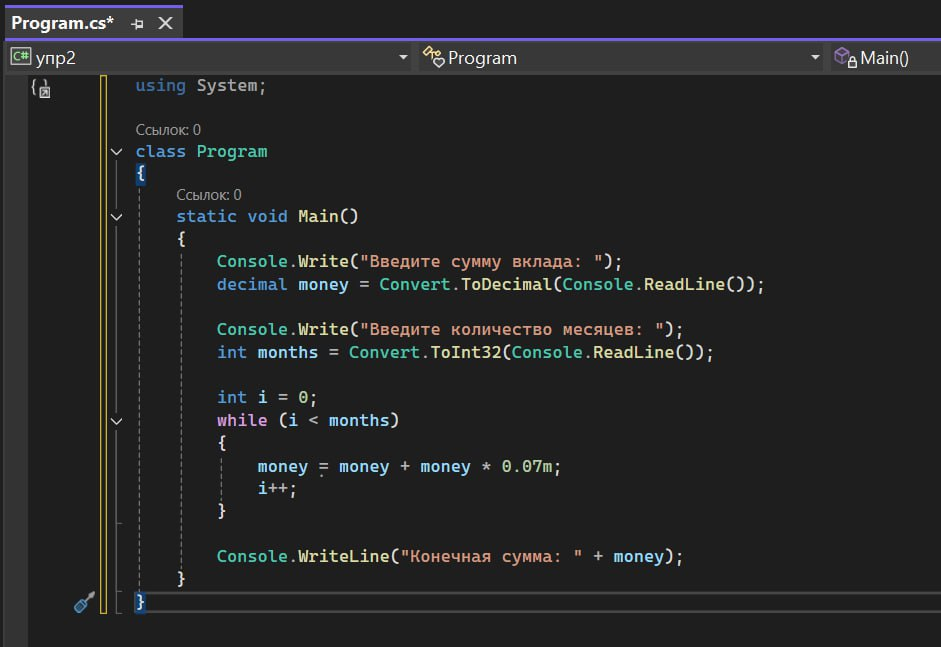 Program.cs*
C# упр2 Program Main()
using System;
Ссылок: 0
class Program
{
Ссылок: 0
static void Main()
{
Console.Write("Введите сумму вклада: ");
decimal money = Convert.ToDecimal(Console.ReadLine());
Console.Write("Введите количество месяцев: ");
int months = Convert.ToInt32(Console.ReadLine());
int i = 0;
while (i < months)
{
money = money + money * 0.07m;
i++;
}
Console.WriteLine("Конечная сумма: " + money);
}
}